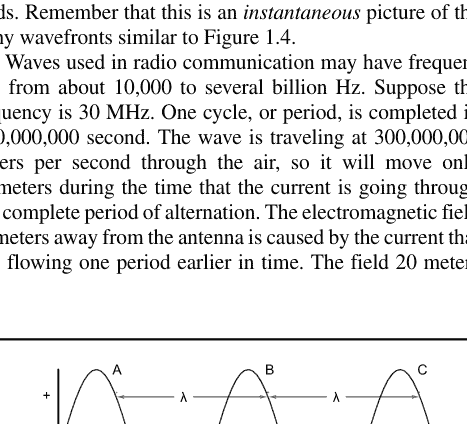 ds. Remember that this is an instantaneous picture of th
ny wavefronts similar to Figure 1.4.
Waves used in radio communication may have frequen
from about 10,000 to several billion Hz. Suppose th
quency is 30 MHz. One cycle, or period, is completed i
0,000,000 second. The wave is traveling at 300,000,00
ers per second through the air, so it will move onl
meters during the time that the current is going throug
complete period of alternation. The electromagnetic fiel
meters away from the antenna is caused by the current tha
flowing one period earlier in time. The field 20 meter
A B C
+ λ λ